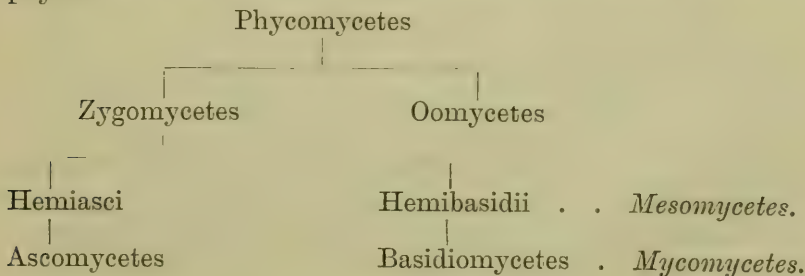 Phycomycetes
Zygomycetes Oomycetes
Hemiasci Hemibasidii . . Mesomycetes.
Ascomycetes Basidiomycetes . Mycomycetes.